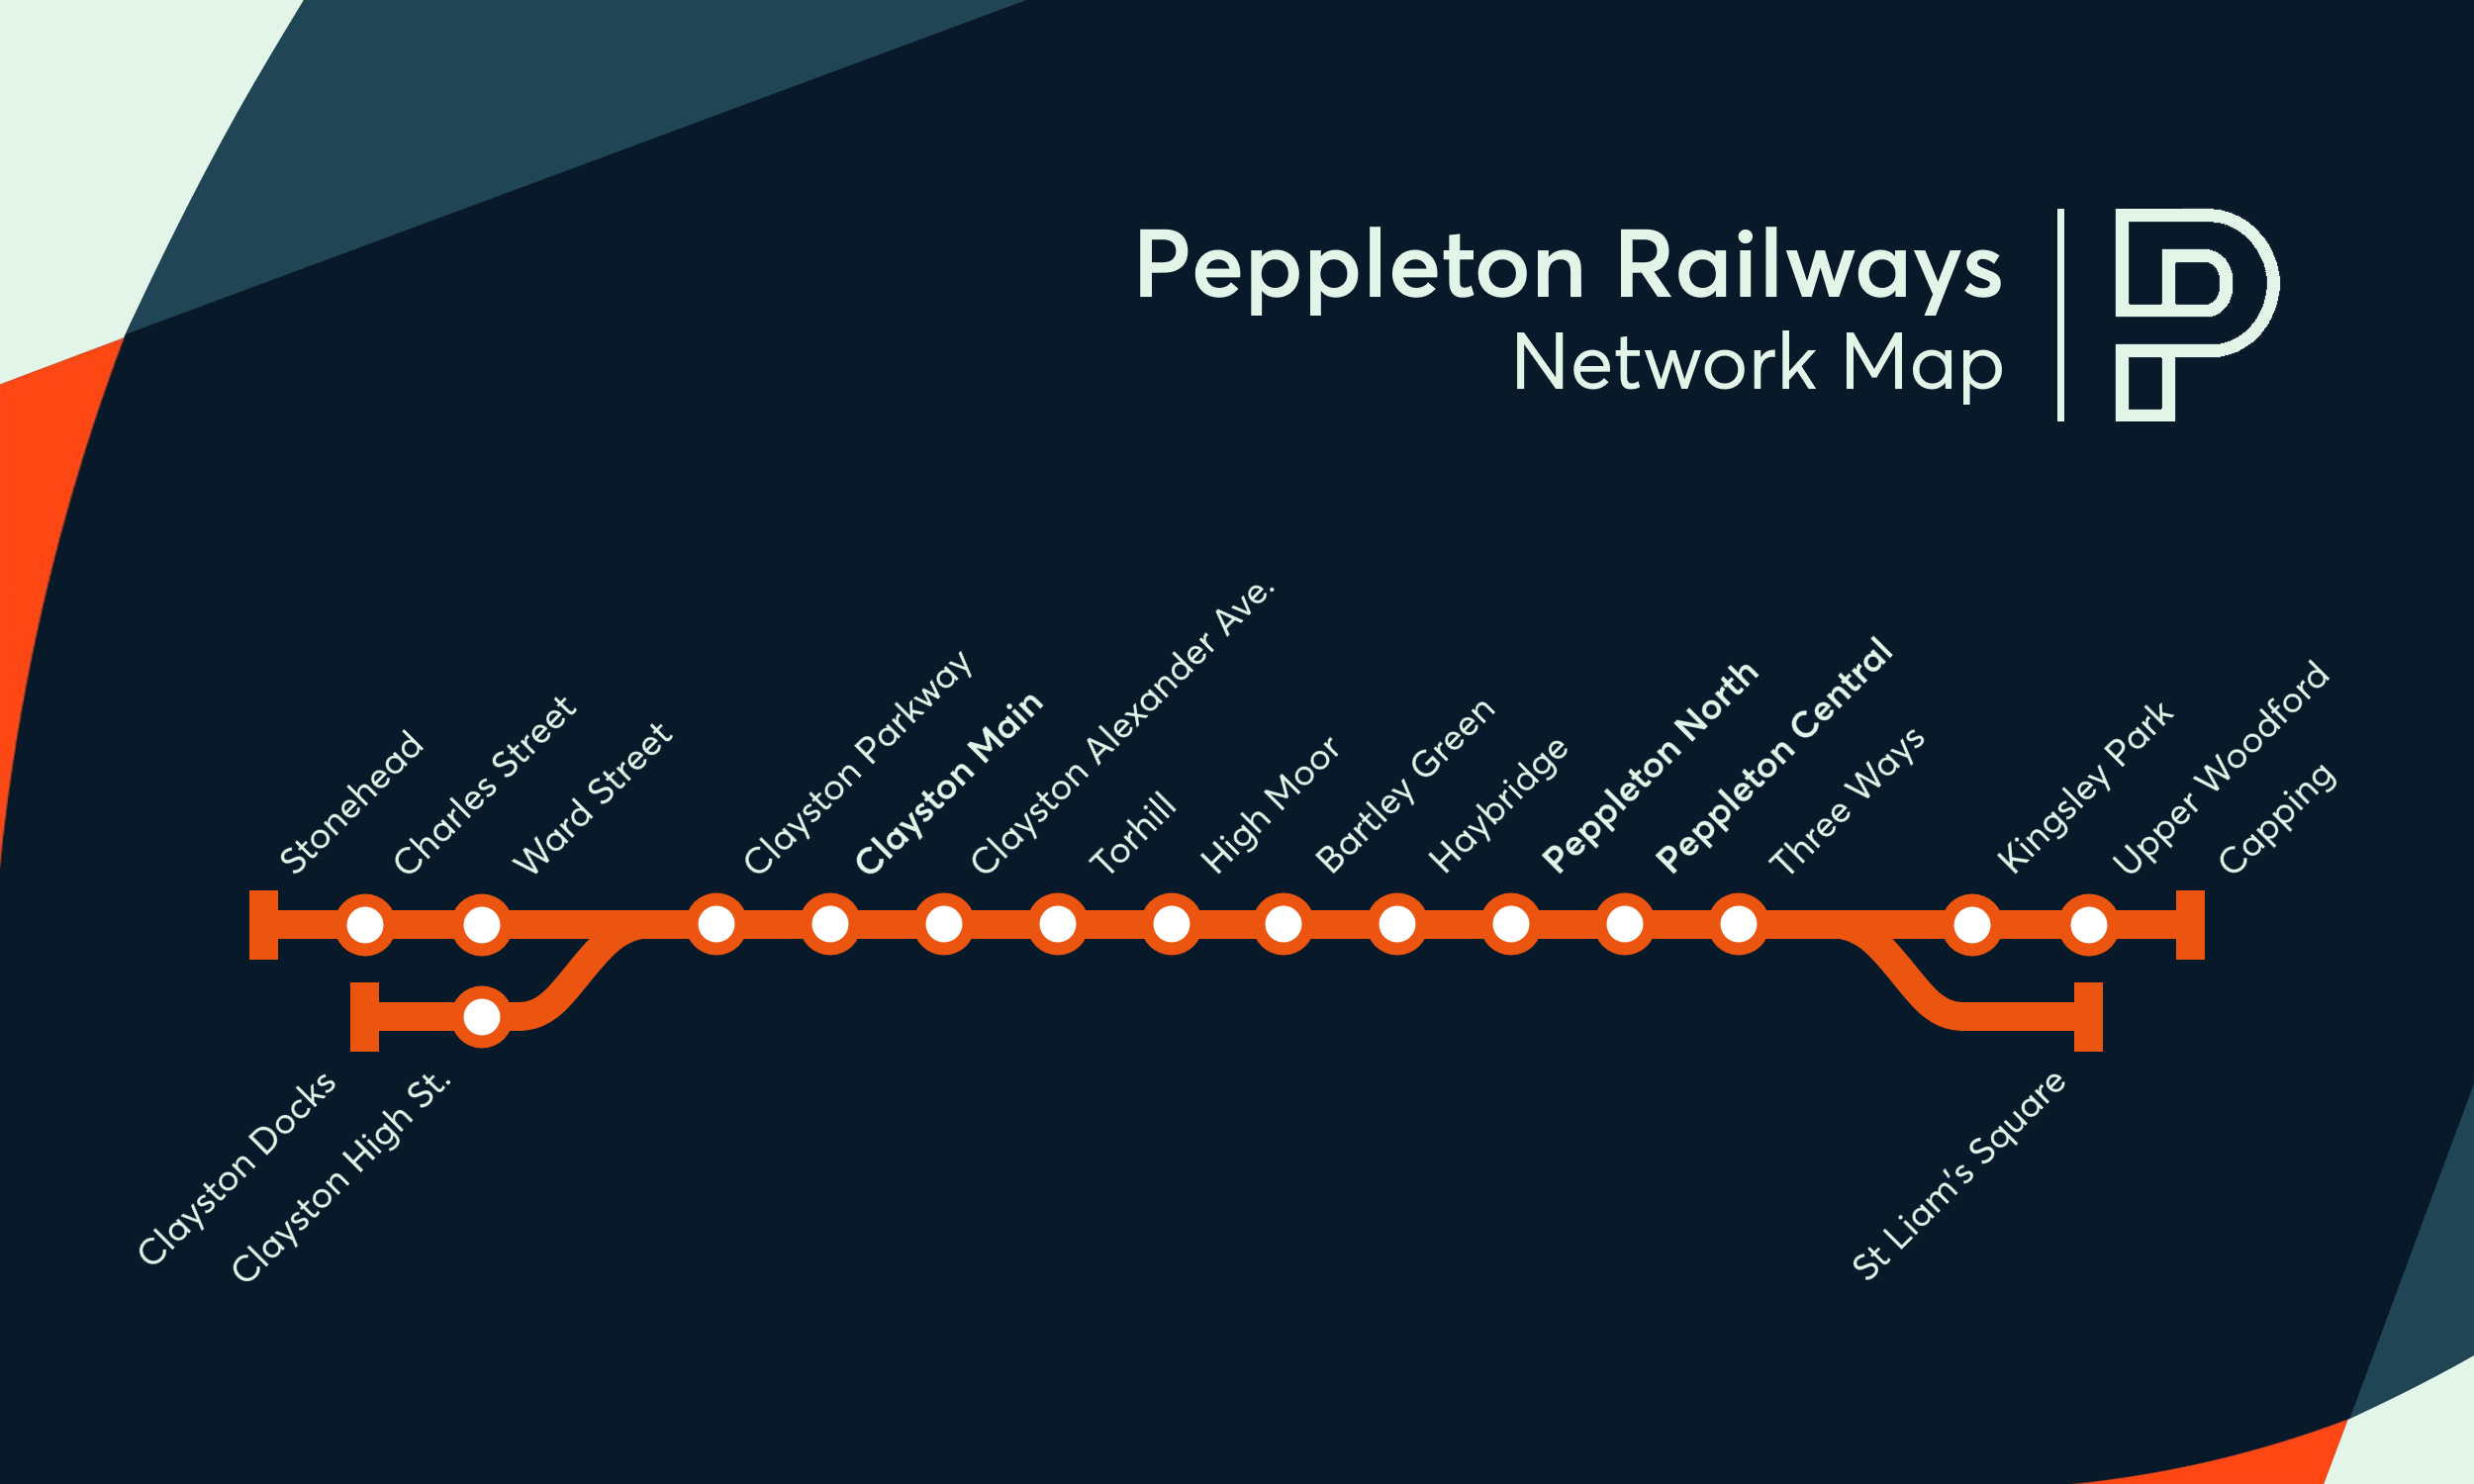 Peppleton Railways
Network Map
Stonehead
Charles Street
Ward Street
Clayston Parkway
Clayston Main
Clayston Alexander Ave.
Torhill
High Moor
Bartley Green
Haybridge
Peppleton North
Peppleton Central
Three Ways
Kingsley Park
Upper Woodford
Capping
Clayston Docks
Clayston High St.
St Liam's Square